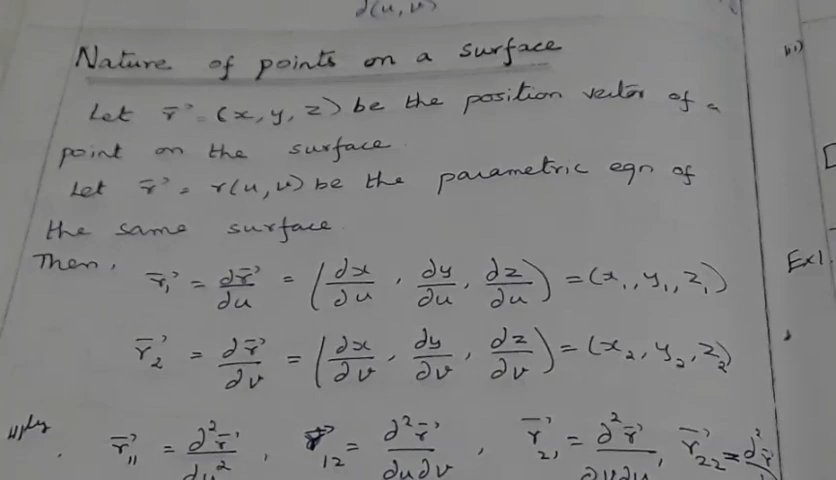 ∂(u, v)
Nature of points on a surface
Let r̄ = (x, y, z) be the position vector of a
point on the surface
Let r̄ = r(u, v) be the parametric eqn of
the same surface.
Then, r̄₁ = ∂r̄/∂u = (∂x/∂u, ∂y/∂u, ∂z/∂u) = (x₁, y₁, z₁)
r̄₂ = ∂r̄/∂v = (∂x/∂v, ∂y/∂v, ∂z/∂v) = (x₂, y₂, z₂)
|||ly r̄₁₁ = ∂²r̄/∂u², r̄₁₂ = ∂²r̄/∂u∂v, r̄₂₁ = ∂²r̄/∂v∂u, r̄₂₂ = ∂²r̄
Ex1.